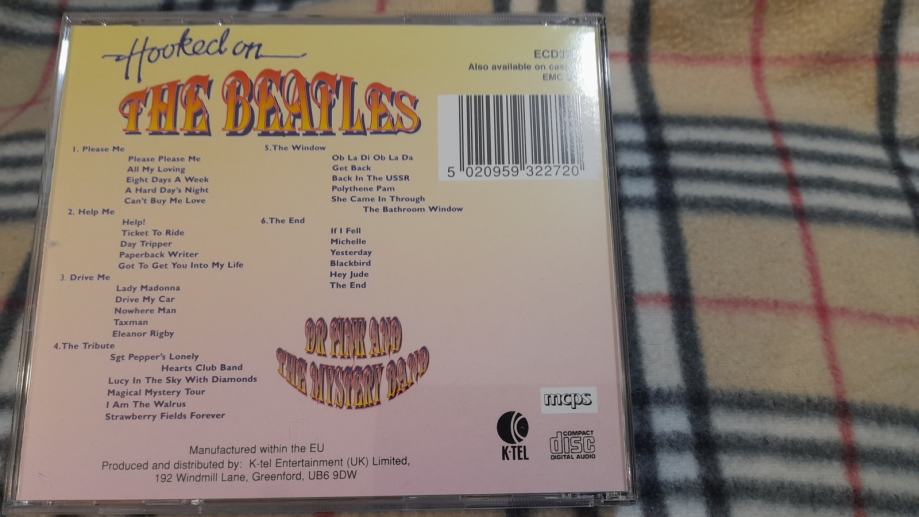 Hooked on
THE BEATLES
ECD3
Also available on
EMC
5 020959 322720
1. Please Me
Please Please Me
All My Loving
Eight Days A Week
A Hard Day's Night
Can't Buy Me Love
2. Help Me
Help!
Ticket To Ride
Day Tripper
Paperback Writer
Got To Get You Into My Life
3. Drive Me
Lady Madonna
Drive My Car
Nowhere Man
Taxman
Eleanor Rigby
4.The Tribute
Sgt Pepper's Lonely
Hearts Club Band
Lucy In The Sky With Diamonds
Magical Mystery Tour
I Am The Walrus
Strawberry Fields Forever
5.The Window
Ob La Di Ob La Da
Get Back
Back In The USSR
Polythene Pam
She Came In Through
The Bathroom Window
6.The End
If I Fell
Michelle
Yesterday
Blackbird
Hey Jude
The End
DR FINK AND
THE MYSTERY BAND
mcps
K-TEL
COMPACT
disc
DIGITAL AUDIO
Manufactured within the EU
Produced and distributed by: K-tel Entertainment (UK) Limited,
192 Windmill Lane, Greenford, UB6 9DW